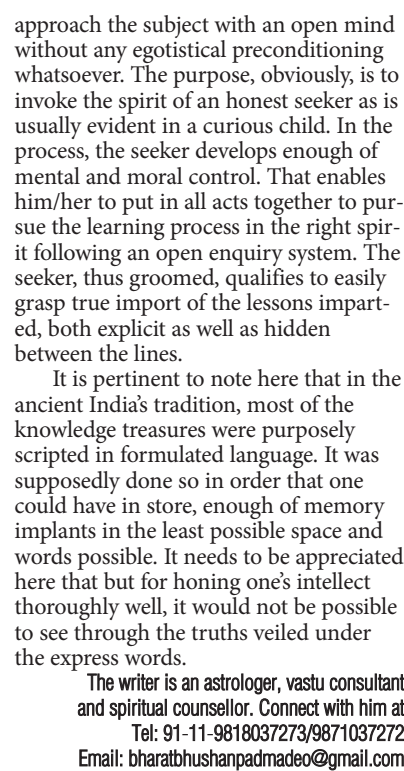 approach the subject with an open mind
without any egotistical preconditioning
whatsoever. The purpose, obviously, is to
invoke the spirit of an honest seeker as is
usually evident in a curious child. In the
process, the seeker develops enough of
mental and moral control. That enables
him/her to put in all acts together to pur-
sue the learning process in the right spir-
it following an open enquiry system. The
seeker, thus groomed, qualifies to easily
grasp true import of the lessons impart-
ed, both explicit as well as hidden
between the lines.
It is pertinent to note here that in the
ancient India's tradition, most of the
knowledge treasures were purposely
scripted in formulated language. It was
supposedly done so in order that one
could have in store, enough of memory
implants in the least possible space and
words possible. It needs to be appreciated
here that but for honing one's intellect
thoroughly well, it would not be possible
to see through the truths veiled under
the express words.
The writer is an astrologer, vastu consultant
and spiritual counsellor. Connect with him at
Tel: 91-11-9818037273/9871037272
Email: bharatbhushanpadmadeo@gmail.com